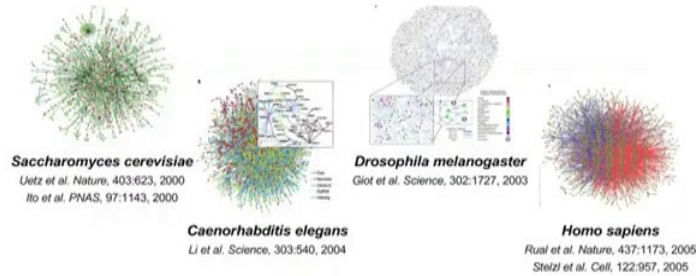 Saccharomyces cerevisiae
Uetz et al. Nature, 403:623, 2000
Ito et al. PNAS, 97:1143, 2000
Caenorhabditis elegans
Li et al. Science, 303:540, 2004
Drosophila melanogaster
Giot et al. Science, 302:1727, 2003
Homo sapiens
Rual et al. Nature, 437:1173, 2005
Stelzl et al. Cell, 122:957, 2005